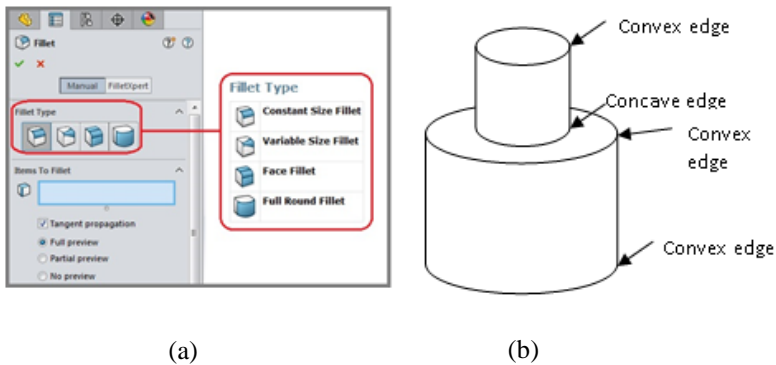 Fillet
Manual FilletXpert
Fillet Type
Items To Fillet
Tangent propagation
Full preview
Partial preview
No preview
Fillet Type
Constant Size Fillet
Variable Size Fillet
Face Fillet
Full Round Fillet
Convex edge
Concave edge
Convex
edge
Convex edge
(a)
(b)